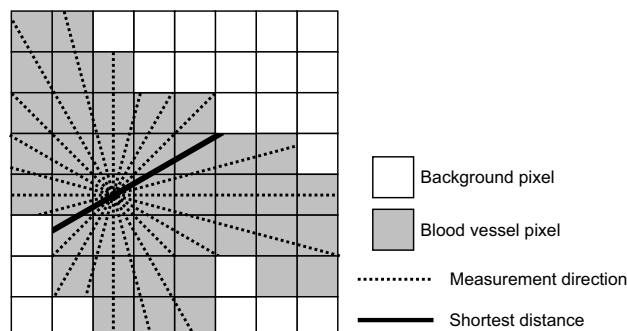 Background pixel
Blood vessel pixel
Measurement direction
Shortest distance